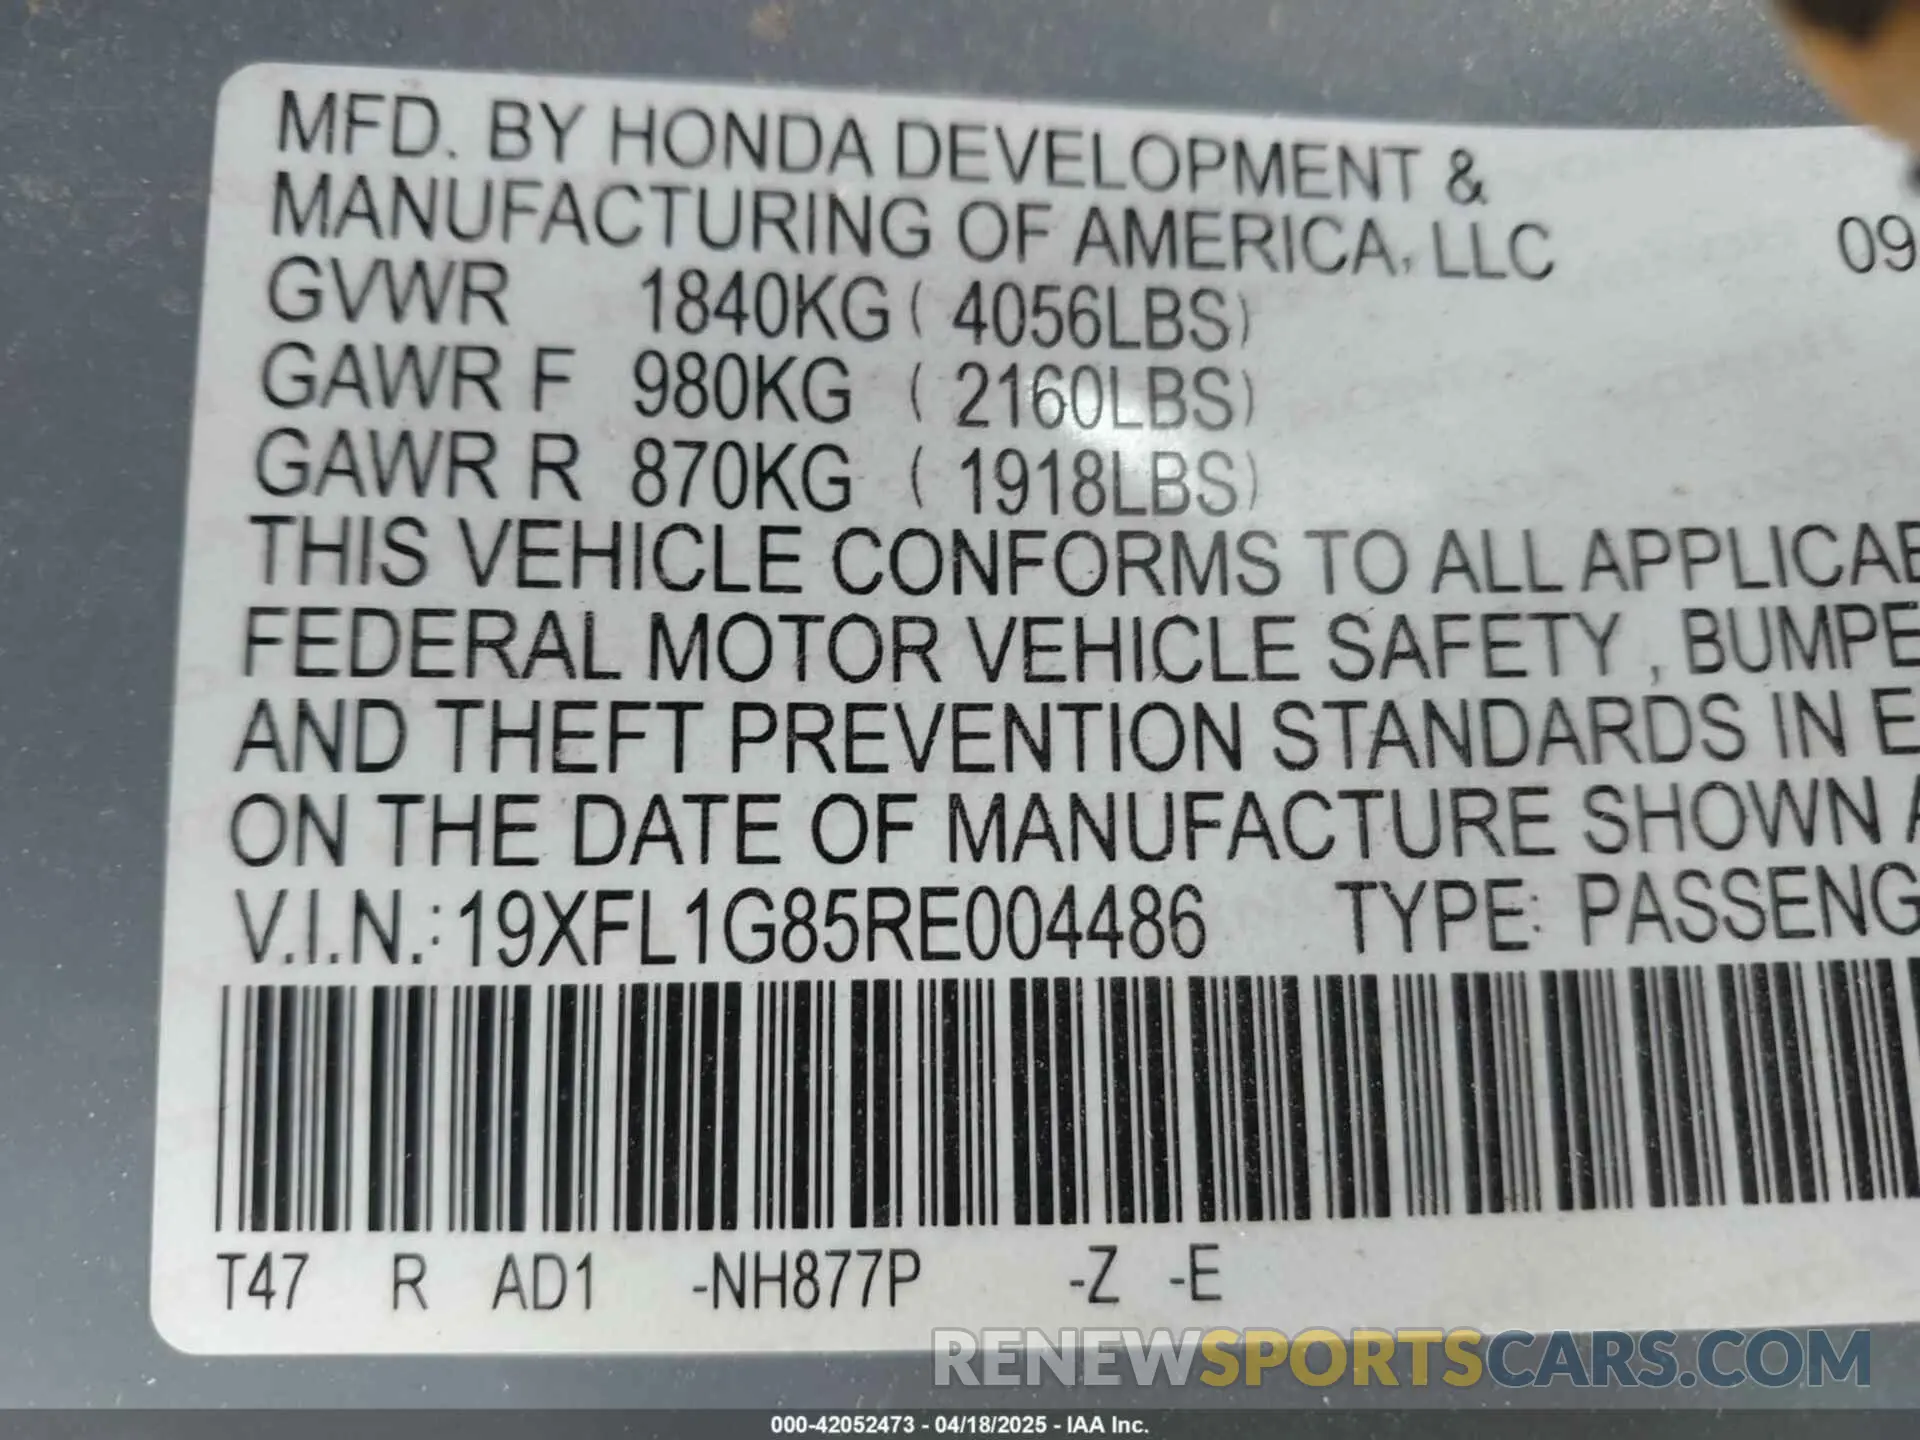 MFD. BY HONDA DEVELOPMENT &
MANUFACTURING OF AMERICA, LLC 09
GVWR 1840KG ( 4056LBS)
GAWR F 980KG ( 2160LBS)
GAWR R 870KG ( 1918LBS)
THIS VEHICLE CONFORMS TO ALL APPLICAB
FEDERAL MOTOR VEHICLE SAFETY , BUMPE
AND THEFT PREVENTION STANDARDS IN E
ON THE DATE OF MANUFACTURE SHOWN A
V.I.N.: 19XFL1G85RE004486 TYPE: PASSENG
T47 R AD1 -NH877P -Z -E
RENEWSPORTSCARS.COM
000-42052473 - 04/18/2025 - IAA Inc.